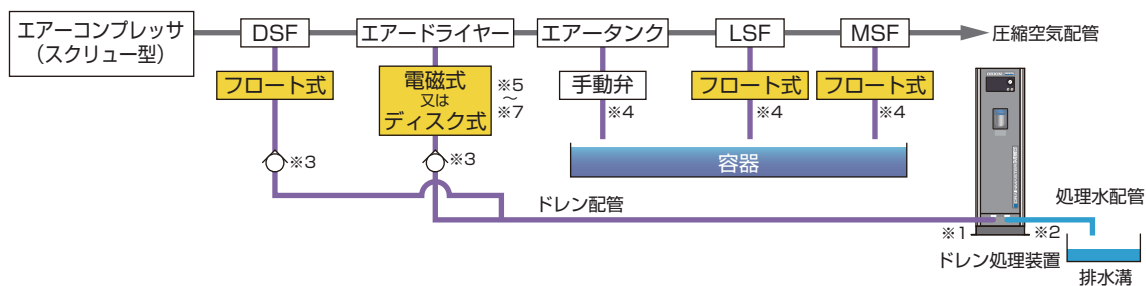 エアーコンプレッサ
（スクリュー型）
DSF
エアードライヤー
エアータンク
LSF
MSF
圧縮空気配管
フロート式
電磁式
又は
ディスク式
※5
～
※7
手動弁
フロート式
フロート式
※4
※4
※4
※3
※3
容器
ドレン配管
処理水配管
※1
※2
ドレン処理装置
排水溝